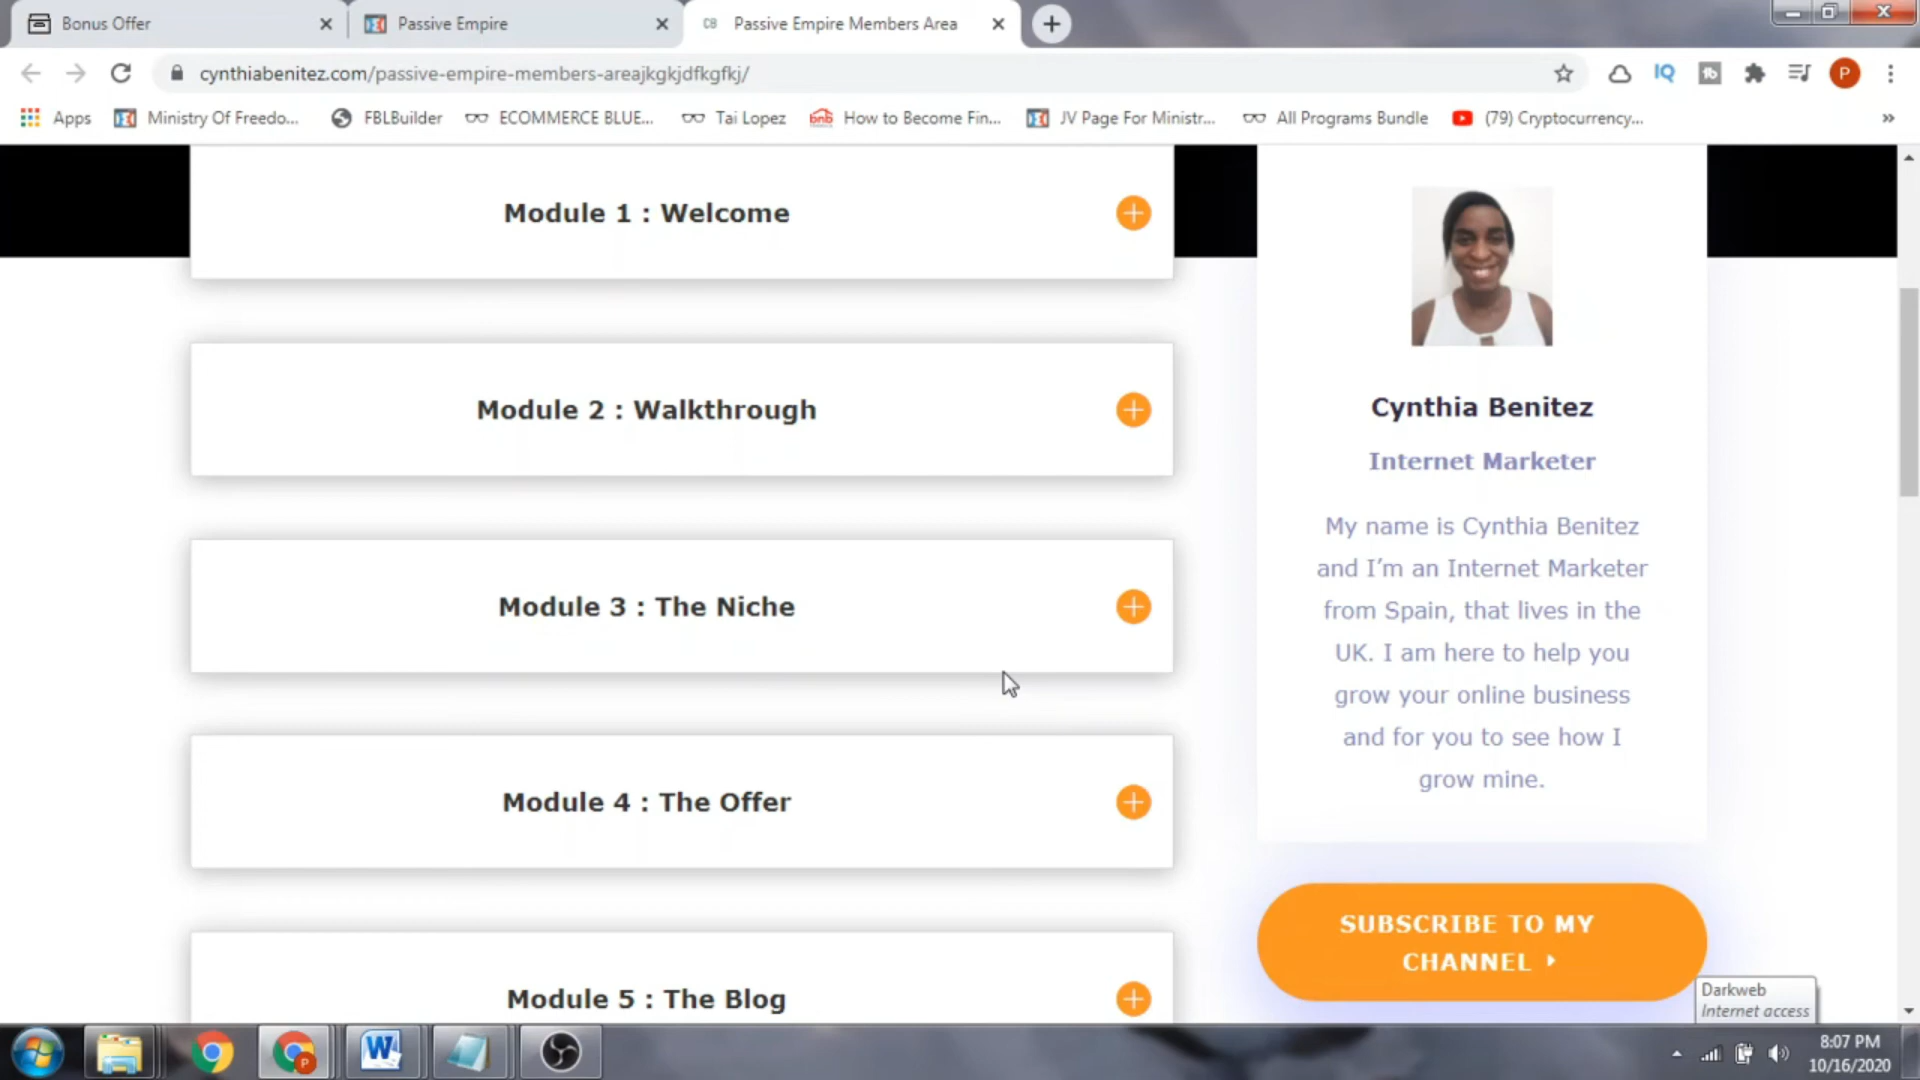 Bonus Offer
Passive Empire
CB Passive Empire Members Area
cynthiabenitez.com/passive-empire-members-areajkgkjdfkgfkj/
IQ
tb
P
Apps
Ministry Of Freedo...
FBLBuilder
ECOMMERCE BLUE...
Tai Lopez
bnb
How to Become Fin...
JV Page For Ministr...
All Programs Bundle
(79) Cryptocurrency...
Module 1 : Welcome
Module 2 : Walkthrough
Module 3 : The Niche
Module 4 : The Offer
Module 5 : The Blog
Cynthia Benitez
Internet Marketer
My name is Cynthia Benitez
and I’m an Internet Marketer
from Spain, that lives in the
UK. I am here to help you
grow your online business
and for you to see how I
grow mine.
SUBSCRIBE TO MY
CHANNEL
Darkweb
Internet access
P
W
8:07 PM
10/16/2020